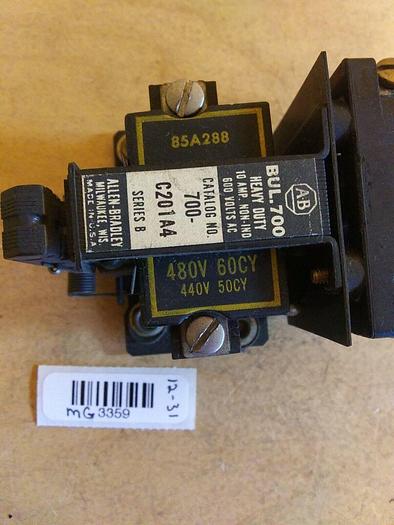 85A288
A-B
BUL. 700
HEAVY DUTY
10 AMP. NON-IND
600 VOLTS AC
CATALOG NO.
700-
C201A4
SERIES B
ALLEN-BRADLEY
MILWAUKEE, WIS.
MADE IN U.S.A.
480V 60CY
440V 50CY
MG 3359
12-31